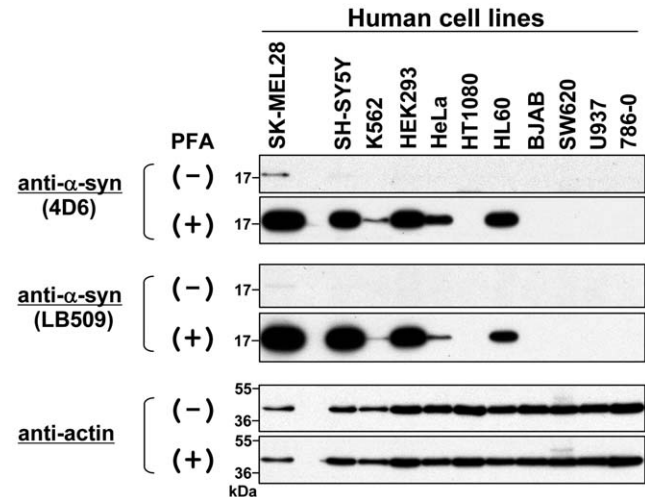 Human cell lines
SK-MEL28
SH-SY5Y
K562
HEK293
HeLa
HT1080
HL60
BJAB
SW620
U937
786-0
PFA
anti-α-syn
(4D6)
(-)
17
(+)
17
anti-α-syn
(LB509)
(-)
17
(+)
17
anti-actin
(-)
55
36
(+)
55
36
kDa